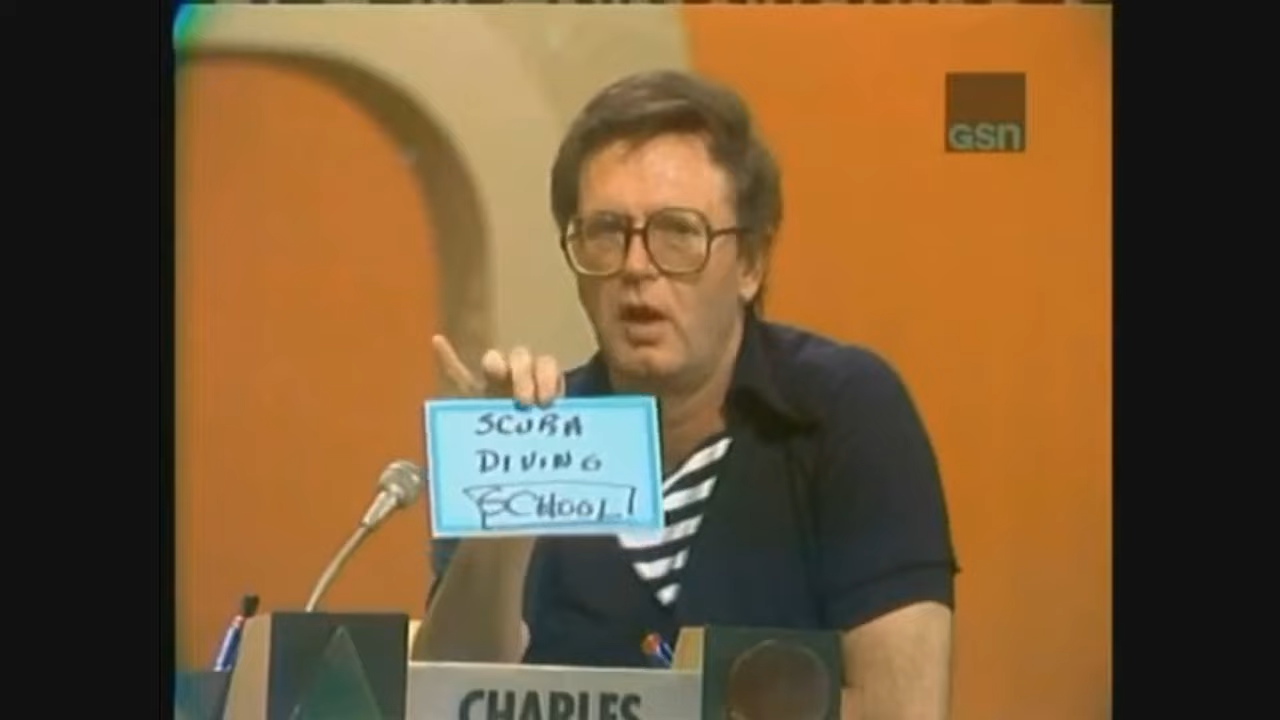 GSN
SCUBA
DIVING
SCHOOL
CHARLES